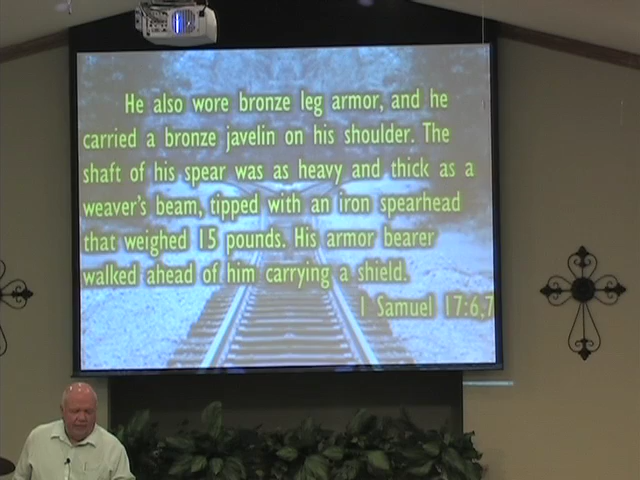 He also wore bronze leg armor, and he
carried a bronze javelin on his shoulder. The
shaft of his spear was as heavy and thick as a
weaver's beam, tipped with an iron spearhead
that weighed 15 pounds. His armor bearer
walked ahead of him carrying a shield.
1 Samuel 17:6,7